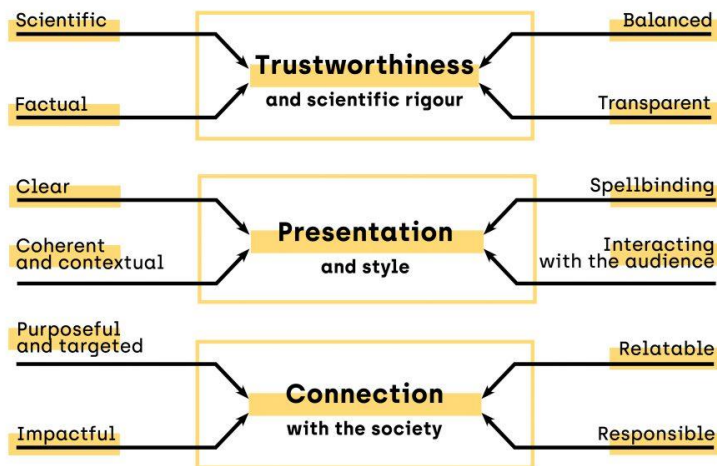 Scientific
Factual
Trustworthiness
and scientific rigour
Balanced
Transparent
Clear
Coherent
and contextual
Presentation
and style
Spellbinding
Interacting
with the audience
Purposeful
and targeted
Impactful
Connection
with the society
Relatable
Responsible